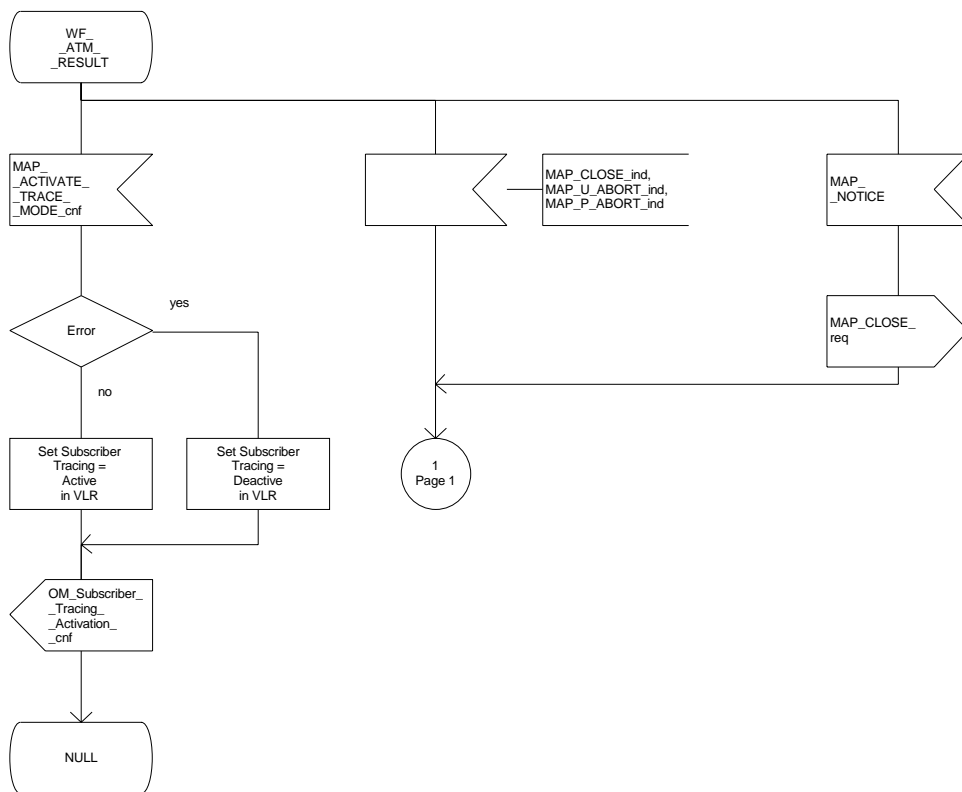 WF_
_ATM_
_RESULT
MAP_
_ACTIVATE_
_TRACE_
_MODE_cnf
MAP_CLOSE_ind,
MAP_U_ABORT_ind,
MAP_P_ABORT_ind
MAP_
_NOTICE
yes
Error
MAP_CLOSE_
req
no
Set Subscriber
Tracing =
Active
in VLR
Set Subscriber
Tracing =
Deactive
in VLR
1
Page 1
OM_Subscriber_
_Tracing_
_Activation_
_cnf
NULL